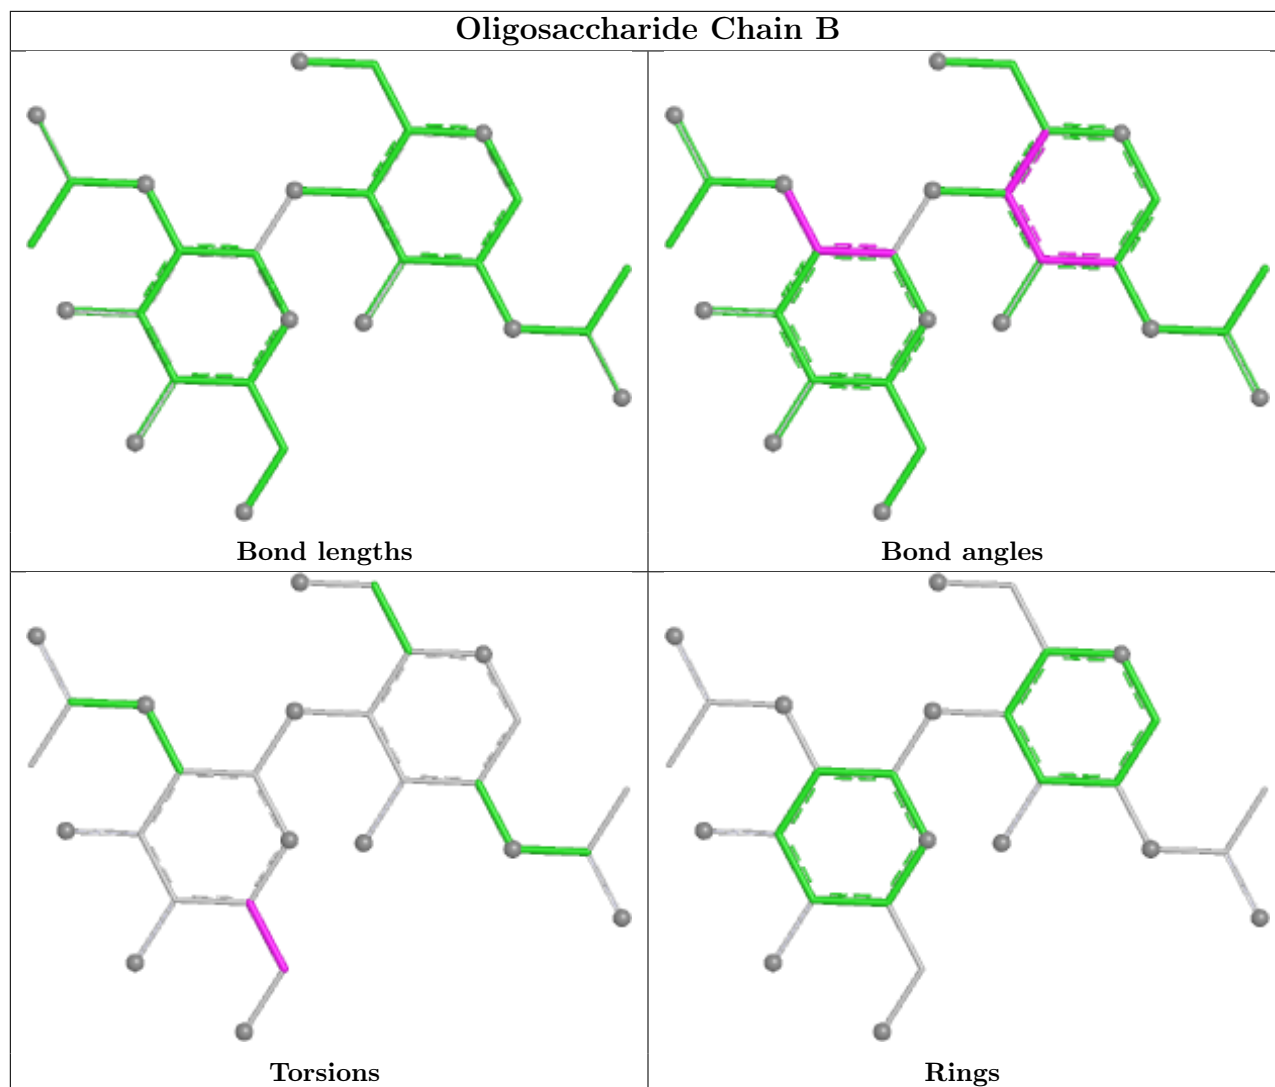 Oligosaccharide Chain B
Bond lengths
Bond angles
Torsions
Rings